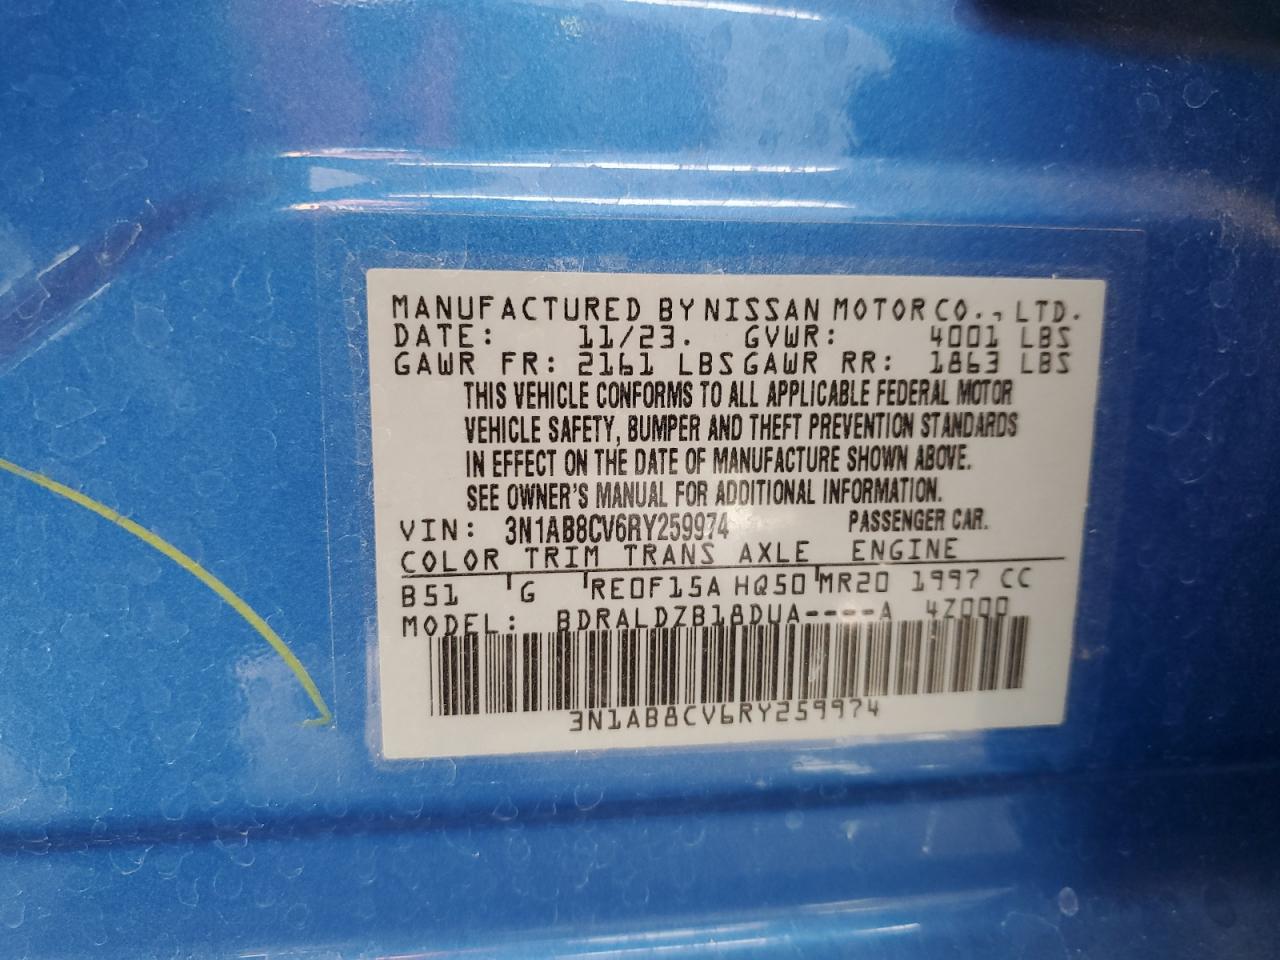 MANUFACTURED BY NISSAN MOTOR CO., LTD.
DATE: 11/23. GVWR: 4001 LBS
GAWR FR: 2161 LBS GAWR RR: 1863 LBS
THIS VEHICLE CONFORMS TO ALL APPLICABLE FEDERAL MOTOR
VEHICLE SAFETY, BUMPER AND THEFT PREVENTION STANDARDS
IN EFFECT ON THE DATE OF MANUFACTURE SHOWN ABOVE.
SEE OWNER'S MANUAL FOR ADDITIONAL INFORMATION.
VIN: 3N1AB8CV6RY259974 PASSENGER CAR.
COLOR TRIM TRANS AXLE ENGINE
B51 G RE0F15A HQ50 MR20 1997 CC
MODEL: BDRALDZB18DUA----A 4Z000
3N1AB8CV6RY259974